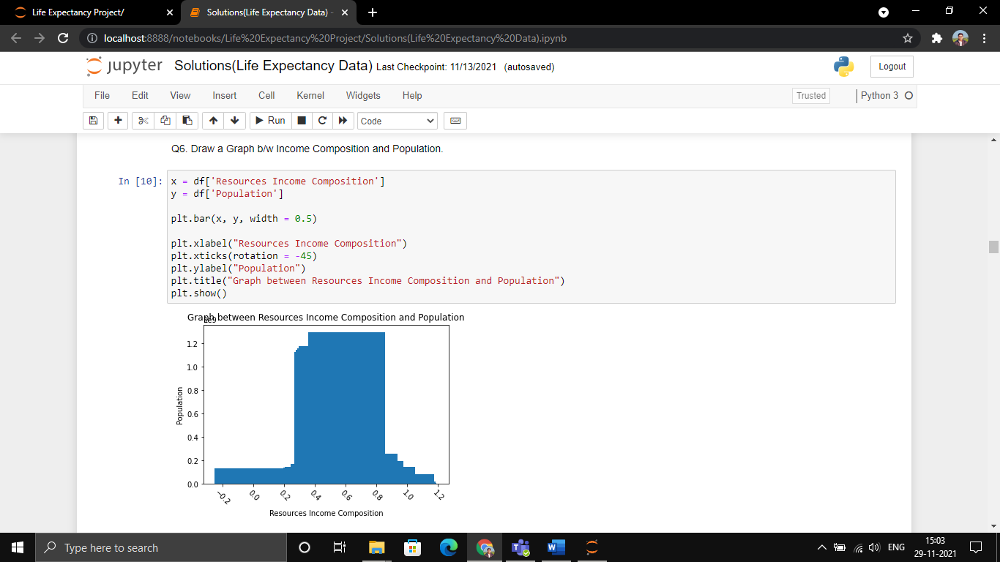 Life Expectancy Project/
Solutions(Life Expectancy Data) -
localhost:8888/notebooks/Life%20Expectancy%20Project/Solutions(Life%20Expectancy%20Data).ipynb
jupyter Solutions(Life Expectancy Data) Last Checkpoint: 11/13/2021 (autosaved)
Logout
File Edit View Insert Cell Kernel Widgets Help
Trusted
Python 3
Run
Code
Q6. Draw a Graph b/w Income Composition and Population.
In [10]:
x = df['Resources Income Composition']
y = df['Population']
plt.bar(x, y, width = 0.5)
plt.xlabel("Resources Income Composition")
plt.xticks(rotation = -45)
plt.ylabel("Population")
plt.title("Graph between Resources Income Composition and Population")
plt.show()
Graph between Resources Income Composition and Population
1e9
1.2
1.0
0.8
0.6
0.4
0.2
0.0
Population
−0.2 0.0 0.2 0.4 0.6 0.8 1.0 1.2
Resources Income Composition
Type here to search
ENG
15:03
29-11-2021